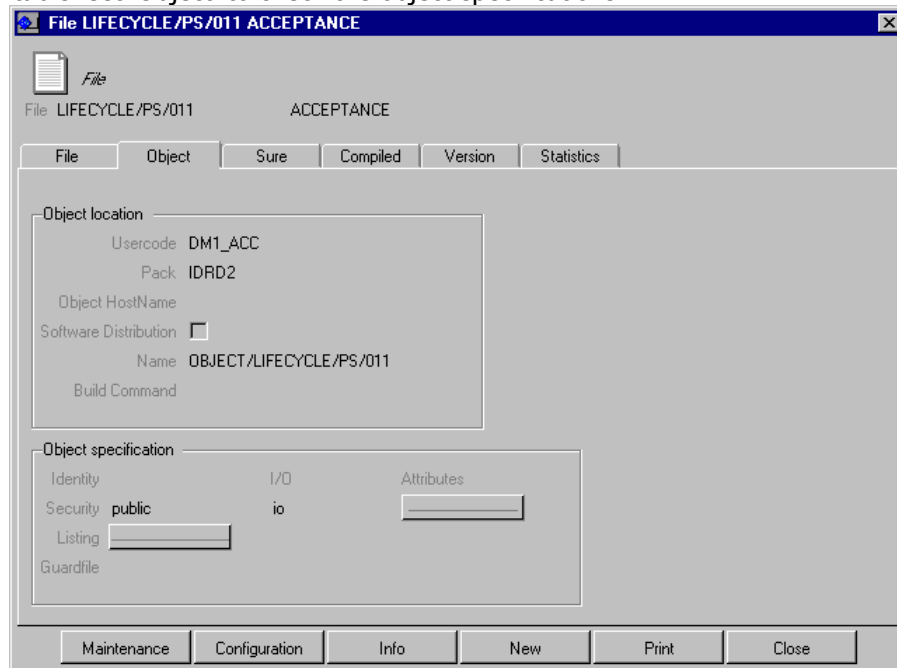 File LIFECYCLE/PS/011 ACCEPTANCE
File
File LIFECYCLE/PS/011 ACCEPTANCE
File Object Sure Compiled Version Statistics
Object location
Usercode DM1_ACC
Pack IDRD2
Object HostName
Software Distribution
Name OBJECT/LIFECYCLE/PS/011
Build Command
Object specification
Identity I/O Attributes
Security public io
Listing
Guardfile
Maintenance Configuration Info New Print Close